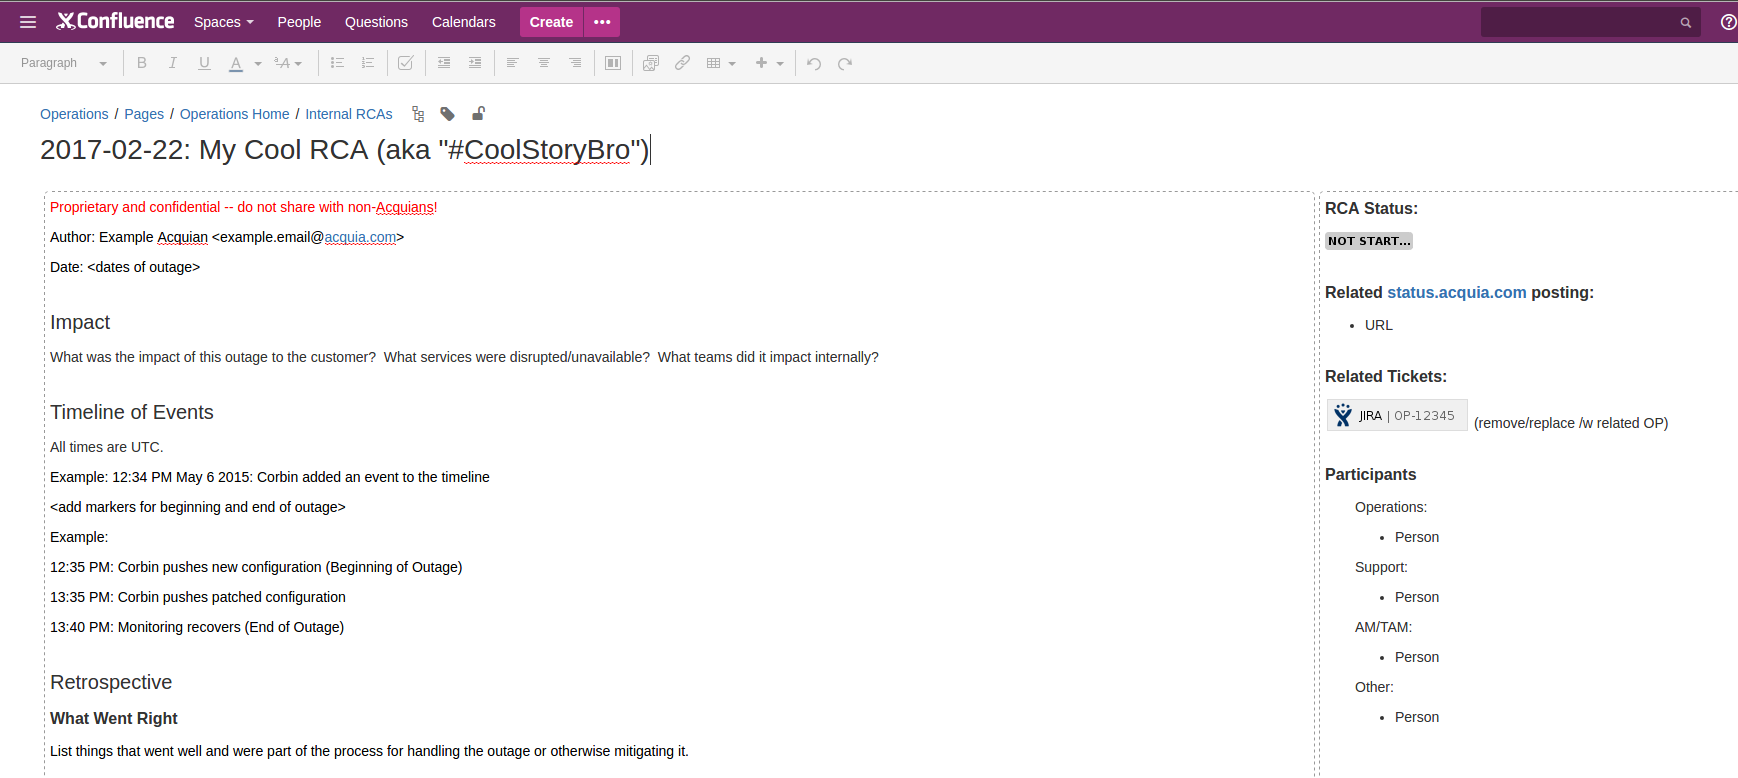 Confluence Spaces People Questions Calendars Create •••
Paragraph B I U A ªA
Operations / Pages / Operations Home / Internal RCAs
2017-02-22: My Cool RCA (aka "#CoolStoryBro")
Proprietary and confidential -- do not share with non-Acquians!
Author: Example Acquian <example.email@acquia.com>
Date: <dates of outage>
Impact
What was the impact of this outage to the customer?  What services were disrupted/unavailable?  What teams did it impact internally?
Timeline of Events
All times are UTC.
Example: 12:34 PM May 6 2015: Corbin added an event to the timeline
<add markers for beginning and end of outage>
Example:
12:35 PM: Corbin pushes new configuration (Beginning of Outage)
13:35 PM: Corbin pushes patched configuration
13:40 PM: Monitoring recovers (End of Outage)
Retrospective
What Went Right
List things that went well and were part of the process for handling the outage or otherwise mitigating it.
RCA Status:
NOT START...
Related status.acquia.com posting:
• URL
Related Tickets:
JIRA | OP-12345 (remove/replace /w related OP)
Participants
Operations:
• Person
Support:
• Person
AM/TAM:
• Person
Other:
• Person